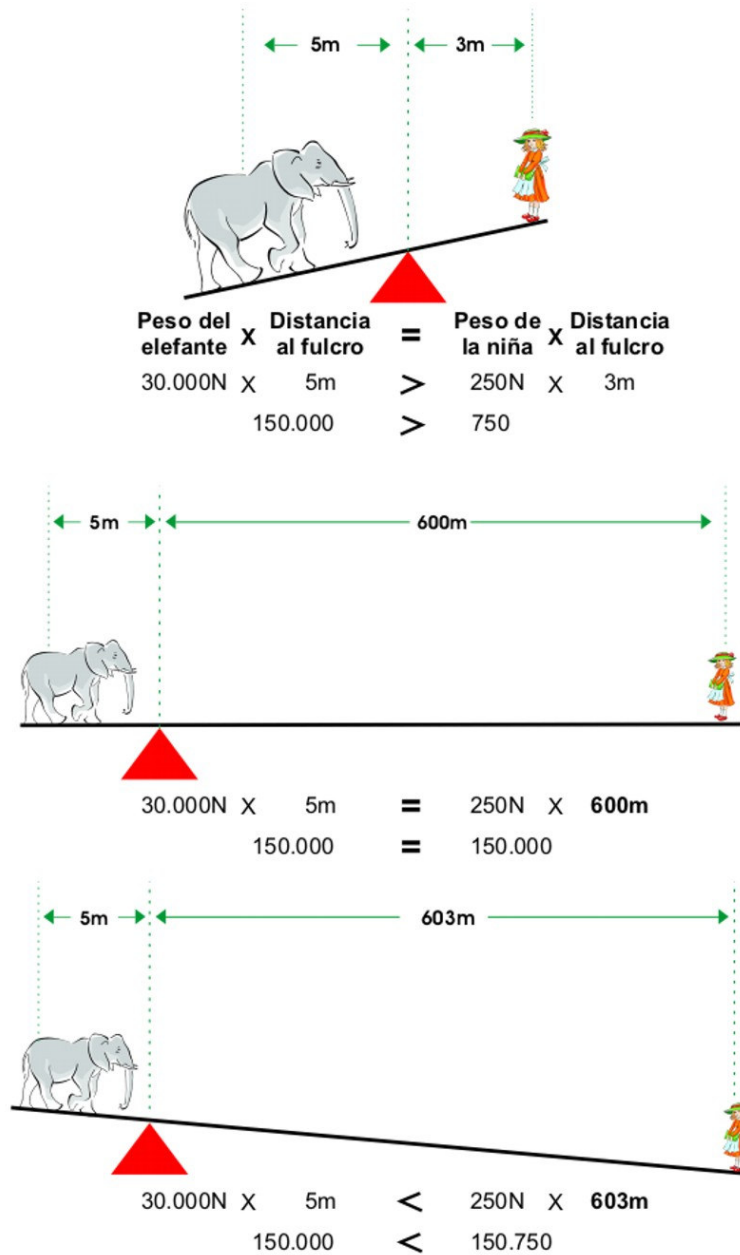 5m 3m
Peso del x Distancia = Peso de x Distancia
elefante al fulcro la niña al fulcro
30.000N X 5m > 250N X 3m
150.000 > 750
5m 600m
30.000N X 5m = 250N X 600m
150.000 = 150.000
5m 603m
30.000N X 5m < 250N X 603m
150.000 < 150.750